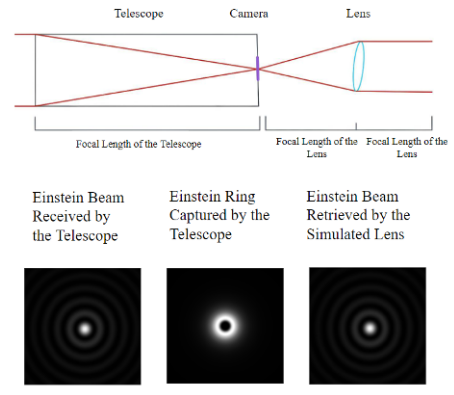 Telescope Camera Lens
Focal Length of the Telescope
Focal Length of the
Lens
Focal Length of the
Lens
Einstein Beam
Received by
the Telescope
Einstein Ring
Captured by the
Telescope
Einstein Beam
Retrieved by the
Simulated Lens